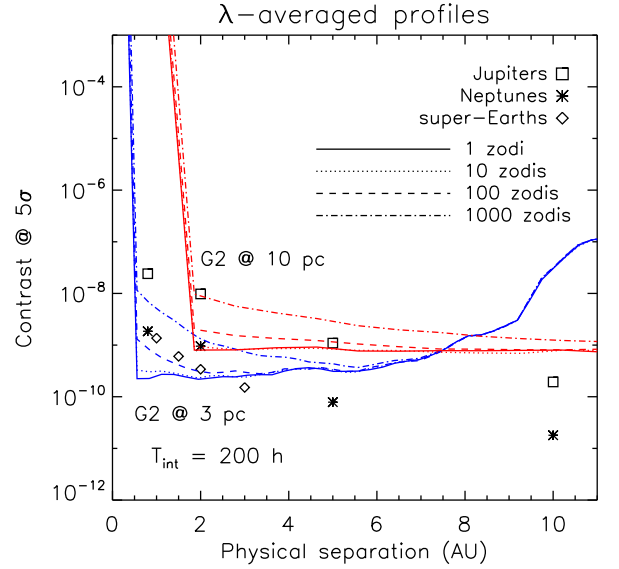 λ-averaged profiles
10⁻⁴
10⁻⁶
10⁻⁸
10⁻¹⁰
10⁻¹²
Contrast @ 5σ
Jupiters
Neptunes
super-Earths
1 zodi
10 zodis
100 zodis
1000 zodis
G2 @ 10 pc
G2 @ 3 pc
T_int = 200 h
0 2 4 6 8 10
Physical separation (AU)